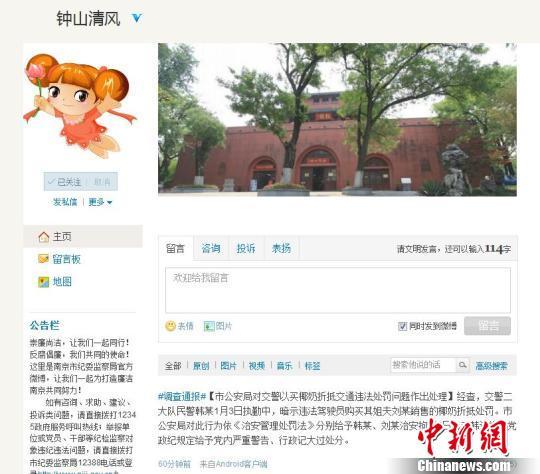 钟山清风
已关注 | 取消
发私信 | 更多
主页
留言板
地图
公告栏
崇廉尚洁，让我们一起同行！
反腐倡廉，我们共同的使命！
这里是南京市纪委监察局官方
微博，让我们一起为打造廉洁
南京共同努力！
如有咨询、求助、建议、
投诉类问题，请直接拨打1234
5政府服务呼叫热线；举报单
位或党员、干部等纪检监察对
象违纪违法问题，请直接拨打
南京市纪委监察局12388电话或登
留言 咨询 投诉 表扬 请文明发言，还可以输入114字
欢迎给我留言
表情 图片 同时发到微博 留言
全部 | 原创 | 图片 | 视频 | 音乐 | 标签 搜索他说的话 高级搜索
#调查通报#【市公安局对交警以买椰奶折抵交通违法处罚问题作出处理】经查，交警二
大队民警韩某1月3日执勤中，暗示违法驾驶员购买其姐夫刘某销售的椰奶折抵处罚。市
公安局对此行为依《治安管理处罚法》分别给予韩某、刘某治安拘
党政纪规定给予党内严重警告、行政记大过处分。
60分钟前 来自Android客户端
中新网
Chinanews.com